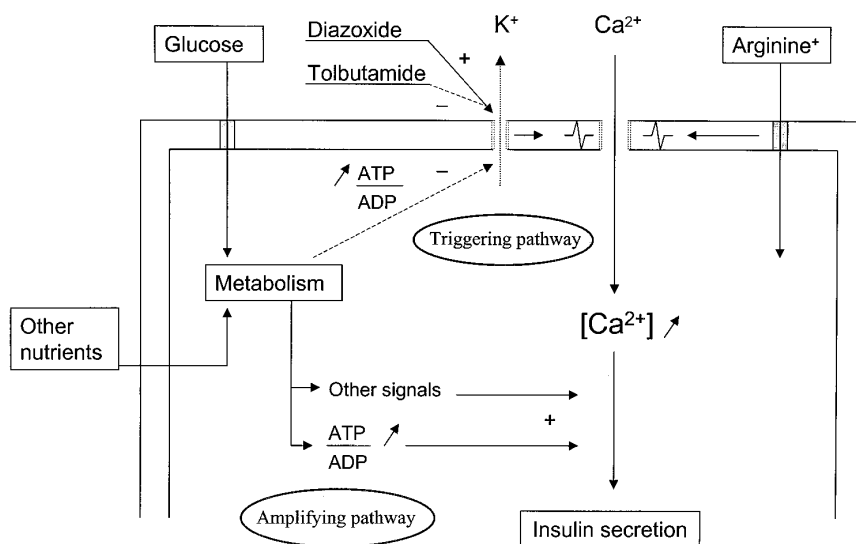 Glucose
Diazoxide
+
Tolbutamide
–
K+
Ca2+
Arginine+
ATP
ADP
–
Triggering pathway
Metabolism
Other
nutrients
[Ca2+]
Other signals
+
ATP
ADP
Amplifying pathway
Insulin secretion